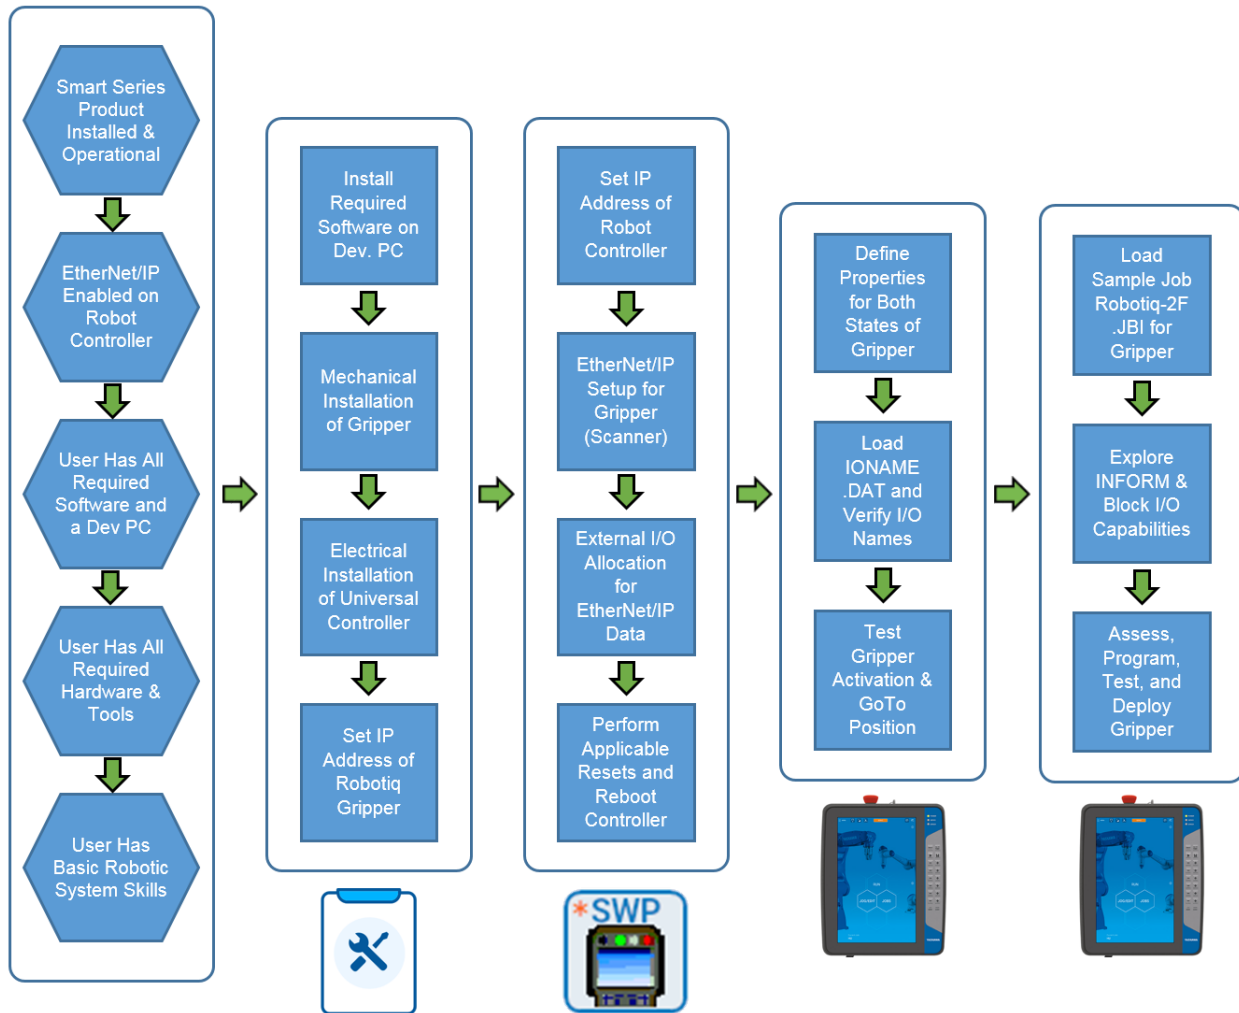 Smart Series
Product
Installed &
Operational
EtherNet/IP
Enabled on
Robot
Controller
User Has All
Required
Software and
a Dev PC
User Has All
Required
Hardware &
Tools
User Has
Basic Robotic
System Skills
Install
Required
Software on
Dev. PC
Mechanical
Installation
of Gripper
Electrical
Installation
of Universal
Controller
Set IP
Address of
Robotiq
Gripper
Set IP
Address of
Robot
Controller
EtherNet/IP
Setup for
Gripper
(Scanner)
External I/O
Allocation
for
EtherNet/IP
Data
Perform
Applicable
Resets and
Reboot
Controller
*SWP
Define
Properties
for Both
States of
Gripper
Load
IONAME
.DAT and
Verify I/O
Names
Test
Gripper
Activation &
GoTo
Position
Load
Sample Job
Robotiq-2F
.JBI for
Gripper
Explore
INFORM &
Block I/O
Capabilities
Assess,
Program,
Test, and
Deploy
Gripper